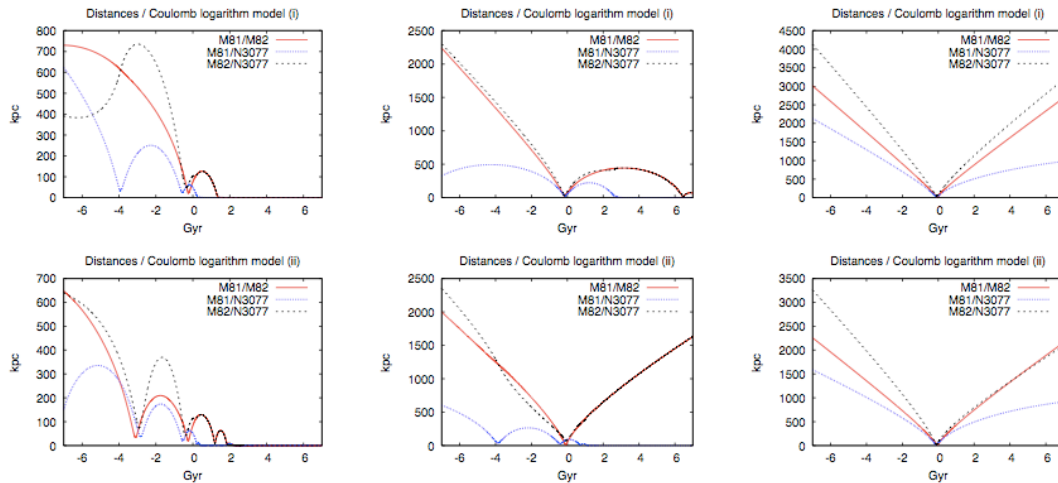 Distances / Coulomb logarithm model (i)
800
700
600
500
400
300
200
100
0
kpc
M81/M82
M81/N3077
M82/N3077
-6 -4 -2 0 2 4 6
Gyr
Distances / Coulomb logarithm model (i)
2500
2000
1500
1000
500
0
kpc
M81/M82
M81/N3077
M82/N3077
-6 -4 -2 0 2 4 6
Gyr
Distances / Coulomb logarithm model (i)
4500
4000
3500
3000
2500
2000
1500
1000
500
0
kpc
M81/M82
M81/N3077
M82/N3077
-6 -4 -2 0 2 4 6
Gyr
Distances / Coulomb logarithm model (ii)
700
600
500
400
300
200
100
0
kpc
M81/M82
M81/N3077
M82/N3077
-6 -4 -2 0 2 4 6
Gyr
Distances / Coulomb logarithm model (ii)
2500
2000
1500
1000
500
0
kpc
M81/M82
M81/N3077
M82/N3077
-6 -4 -2 0 2 4 6
Gyr
Distances / Coulomb logarithm model (ii)
3500
3000
2500
2000
1500
1000
500
0
kpc
M81/M82
M81/N3077
M82/N3077
-6 -4 -2 0 2 4 6
Gyr